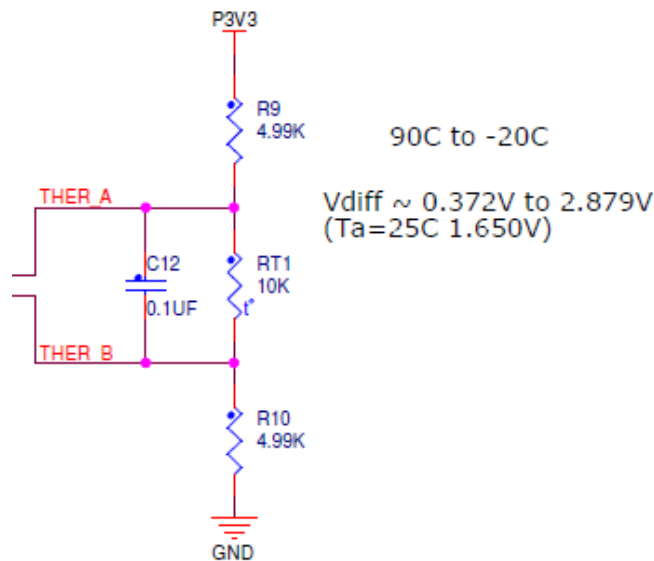 P3V3
R9
4.99K
90C to -20C
THER_A
Vdiff ~ 0.372V to 2.879V
(Ta=25C 1.650V)
C12
RT1
10K
0.1UF
t°
THER_B
R10
4.99K
GND